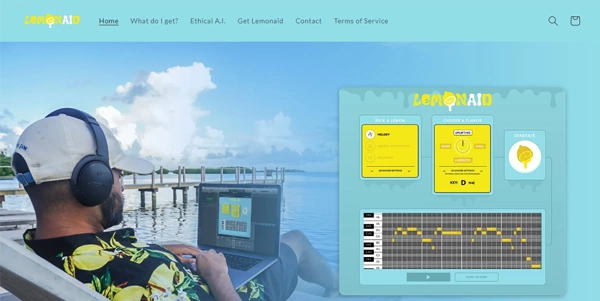 LEMONAID
Home
What do I get?
Ethical A.I.
Get Lemonaid
Contact
Terms of Service
LEMONAID
PICK A LEMON
CHOOSE A FLAVOR
GENERATE
MELODY
UPLIFTING
ADVANCED SETTINGS
ADVANCED SETTINGS
KEY: D maj